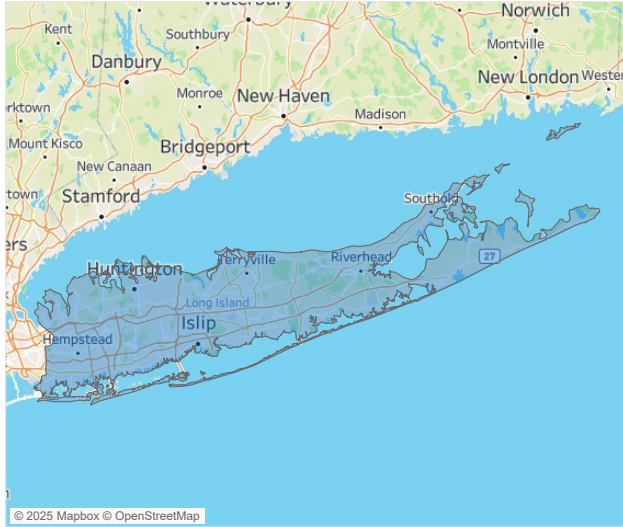 Waterbury
Norwich
Kent
Southbury
Montville
Danbury
New London
Wester
Monroe
New Haven
rktown
Madison
Mount Kisco
Bridgeport
New Canaan
town
Stamford
Southold
ers
27
Riverhead
Terryville
Huntington
k
Long Island
Islip
Hempstead
n
© 2025 Mapbox © OpenStreetMap